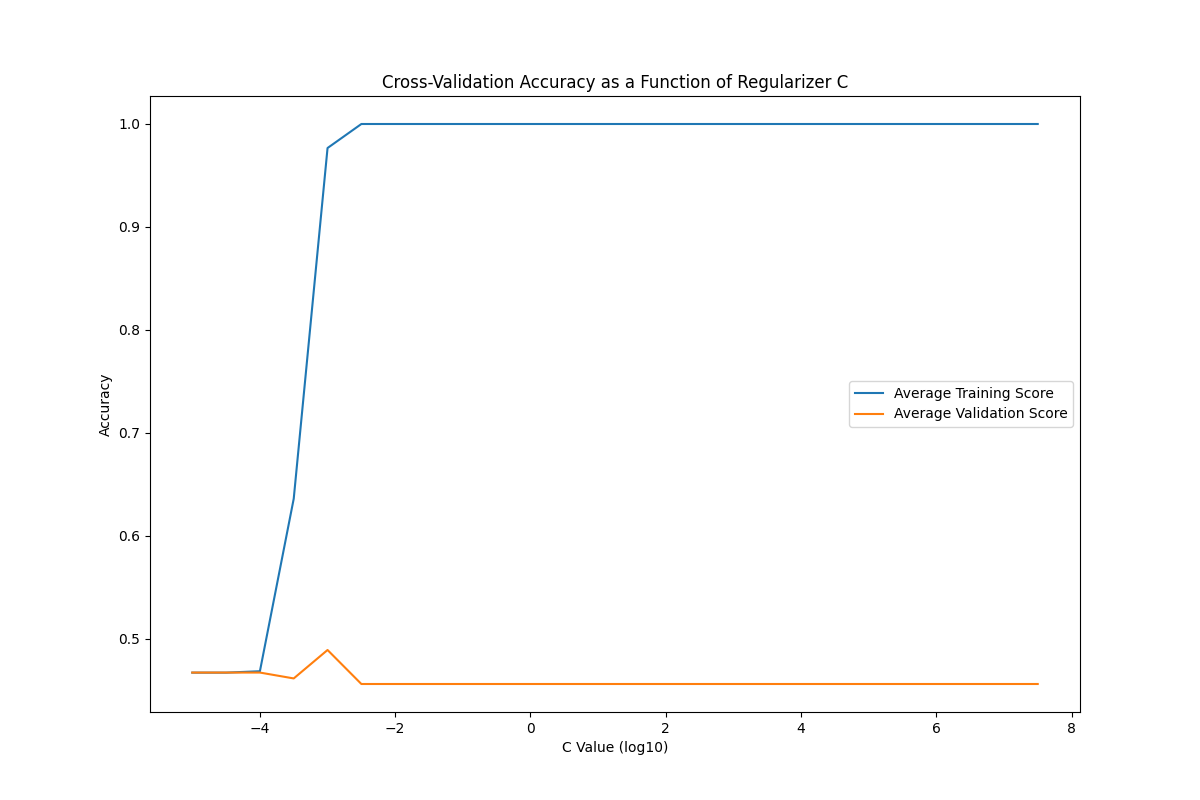 Cross-Validation Accuracy as a Function of Regularizer C
1.0
0.9
0.8
0.7
0.6
0.5
Accuracy
Average Training Score
Average Validation Score
−4
−2
0
2
4
6
8
C Value (log10)